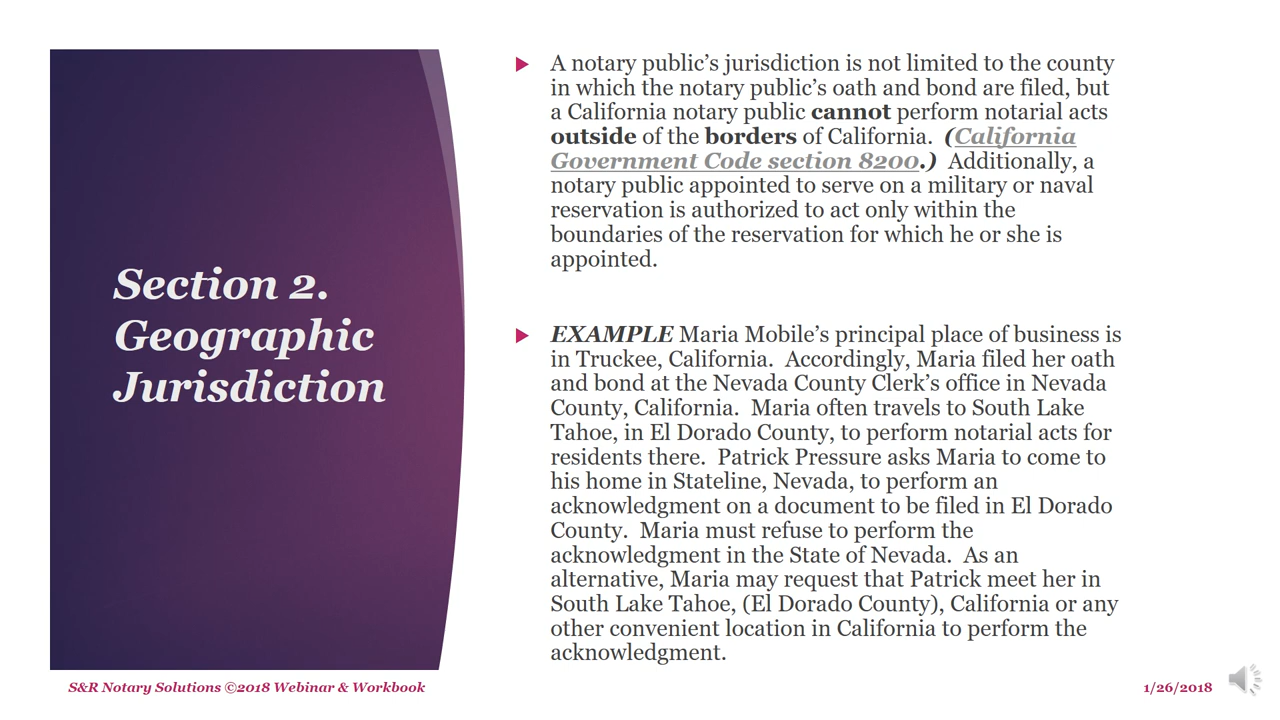 Section 2.
Geographic
Jurisdiction
A notary public’s jurisdiction is not limited to the county
in which the notary public’s oath and bond are filed, but
a California notary public cannot perform notarial acts
outside of the borders of California. (California
Government Code section 8200.) Additionally, a
notary public appointed to serve on a military or naval
reservation is authorized to act only within the
boundaries of the reservation for which he or she is
appointed.
EXAMPLE Maria Mobile’s principal place of business is
in Truckee, California. Accordingly, Maria filed her oath
and bond at the Nevada County Clerk’s office in Nevada
County, California. Maria often travels to South Lake
Tahoe, in El Dorado County, to perform notarial acts for
residents there. Patrick Pressure asks Maria to come to
his home in Stateline, Nevada, to perform an
acknowledgment on a document to be filed in El Dorado
County. Maria must refuse to perform the
acknowledgment in the State of Nevada. As an
alternative, Maria may request that Patrick meet her in
South Lake Tahoe, (El Dorado County), California or any
other convenient location in California to perform the
acknowledgment.
S&R Notary Solutions ©2018 Webinar & Workbook
1/26/2018